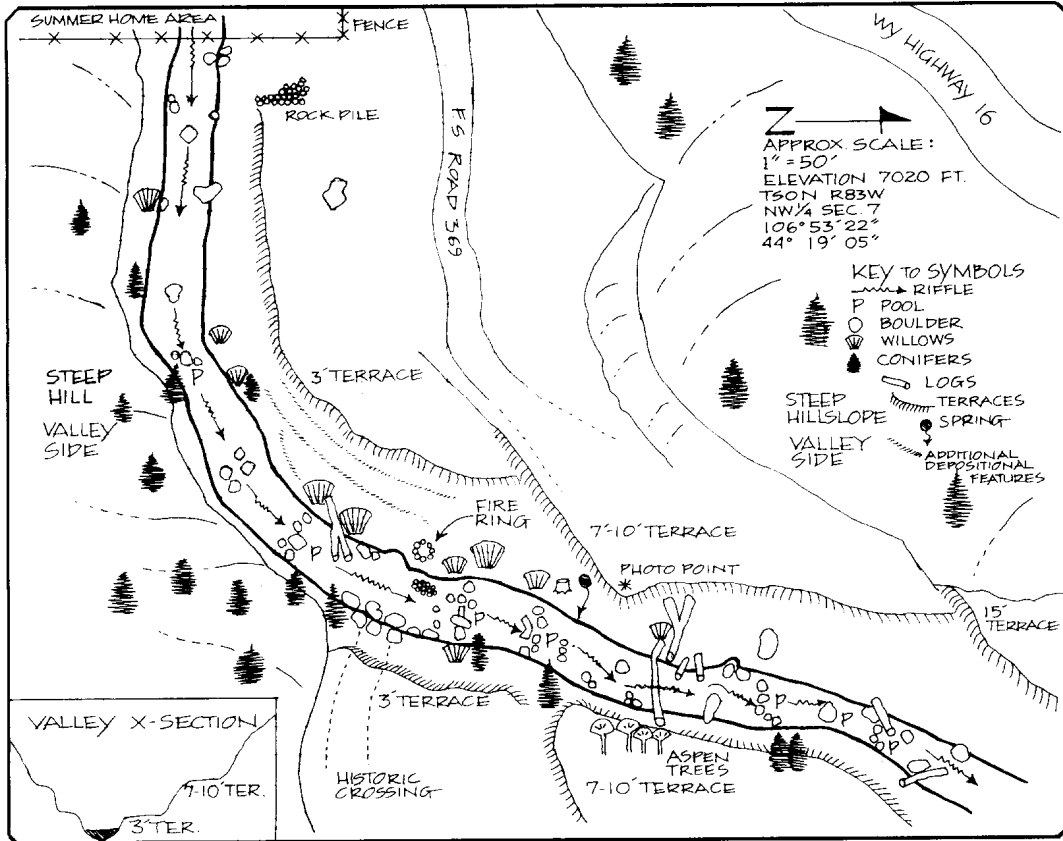 SUMMER HOME AREA
FENCE
ROCK PILE
FS ROAD 369
WY HIGHWAY 16
N
APPROX. SCALE:
1" = 50'
ELEVATION 7020 FT.
T50N R83W
NW 1/4 SEC. 7
106° 53' 22"
44° 19' 05"
KEY TO SYMBOLS
RIFFLE
P POOL
BOULDER
WILLOWS
CONIFERS
LOGS
TERRACES
SPRING
ADDITIONAL
DEPOSITIONAL
FEATURES
STEEP
HILLSLOPE
VALLEY
SIDE
STEEP
HILL
VALLEY
SIDE
P
3' TERRACE
FIRE
RING
7'-10' TERRACE
PHOTO POINT
15'
TERRACE
P
P
P
P
P
P
3' TERRACE
ASPEN
TREES
7-10' TERRACE
HISTORIC
CROSSING
VALLEY X-SECTION
7-10' TER.
3' TER.